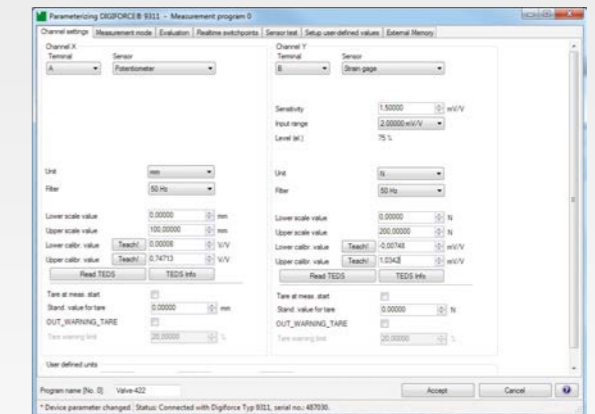 Parameterizing DIGIFORCE® 9311 - Measurement program 0
Channel settings Measurement mode Evaluation Realtime switchpoints Sensor test Setup user-defined values External Memory
Channel X Channel Y
Terminal Sensor Terminal Sensor
A Potentiometer B Strain gage
Sensitivity 1,50000 mV/V
Input range 2.00000 mV/V
Level (el.) 75 %
Unit mm Unit N
Filter 50 Hz Filter 50 Hz
Lower scale value 0,00000 mm Lower scale value 0,00000 N
Upper scale value 100,00000 mm Upper scale value 200,00000 N
Lower calibr. value Teach! 0,00008 V/V Lower calibr. value Teach! -0,00748 mV/V
Upper calibr. value Teach! 0,74713 V/V Upper calibr. value Teach! 1,0342 mV/V
Read TEDS TEDS Info Read TEDS TEDS Info
Tare at meas. start Tare at meas. start
Stand. value for tare 0,00000 mm Stand. value for tare 0,00000 N
OUT_WARNING_TARE OUT_WARNING_TARE
Tare warning limit 20,00000 % Tare warning limit 20,00000 %
User defined units
Program name [No. 0] Valve-422 Accept Cancel
* Device parameter changed Status: Connected with Digiforce Typ 9311, serial no.: 487030.